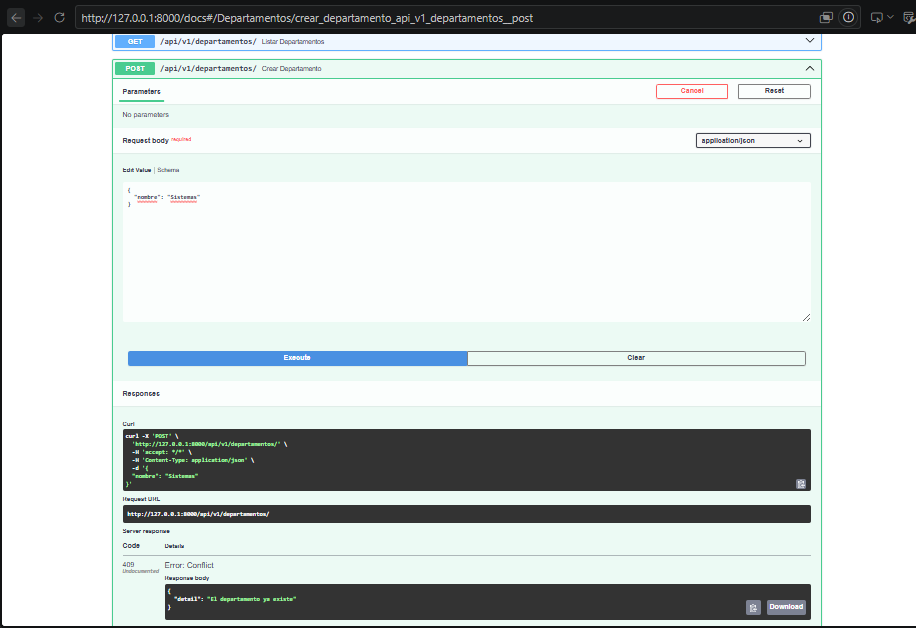 http://127.0.0.1:8000/docs#/Departamentos/crear_departamento_api_v1_departamentos__post
GET /api/v1/departamentos/ Listar Departamentos
POST /api/v1/departamentos/ Crear Departamento
Parameters
Cancel
Reset
No parameters
Request body required
application/json
Edit Value | Schema
{
  "nombre": "Sistemas"
}
Execute
Clear
Responses
Curl
curl -X 'POST' \
  'http://127.0.0.1:8000/api/v1/departamentos/' \
  -H 'accept: */*' \
  -H 'Content-Type: application/json' \
  -d '{
  "nombre": "Sistemas"
}'
Request URL
http://127.0.0.1:8000/api/v1/departamentos/
Server response
Code Details
409 Error: Conflict
Undocumented
Response body
{
  "detail": "El departamento ya existe"
}
Download